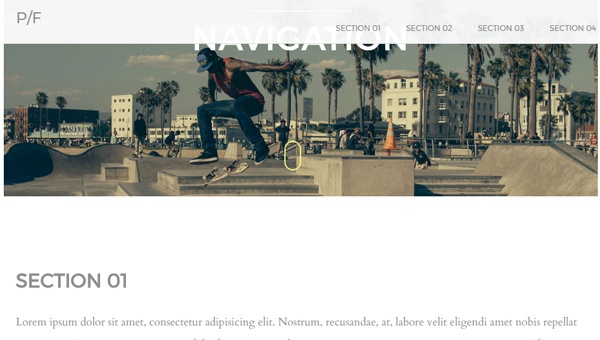 P/F
SECTION 01 SECTION 02 SECTION 03 SECTION 04
NAVIGATION
SECTION 01
Lorem ipsum dolor sit amet, consectetur adipisicing elit. Nostrum, recusandae, at, labore velit eligendi amet nobis repellat